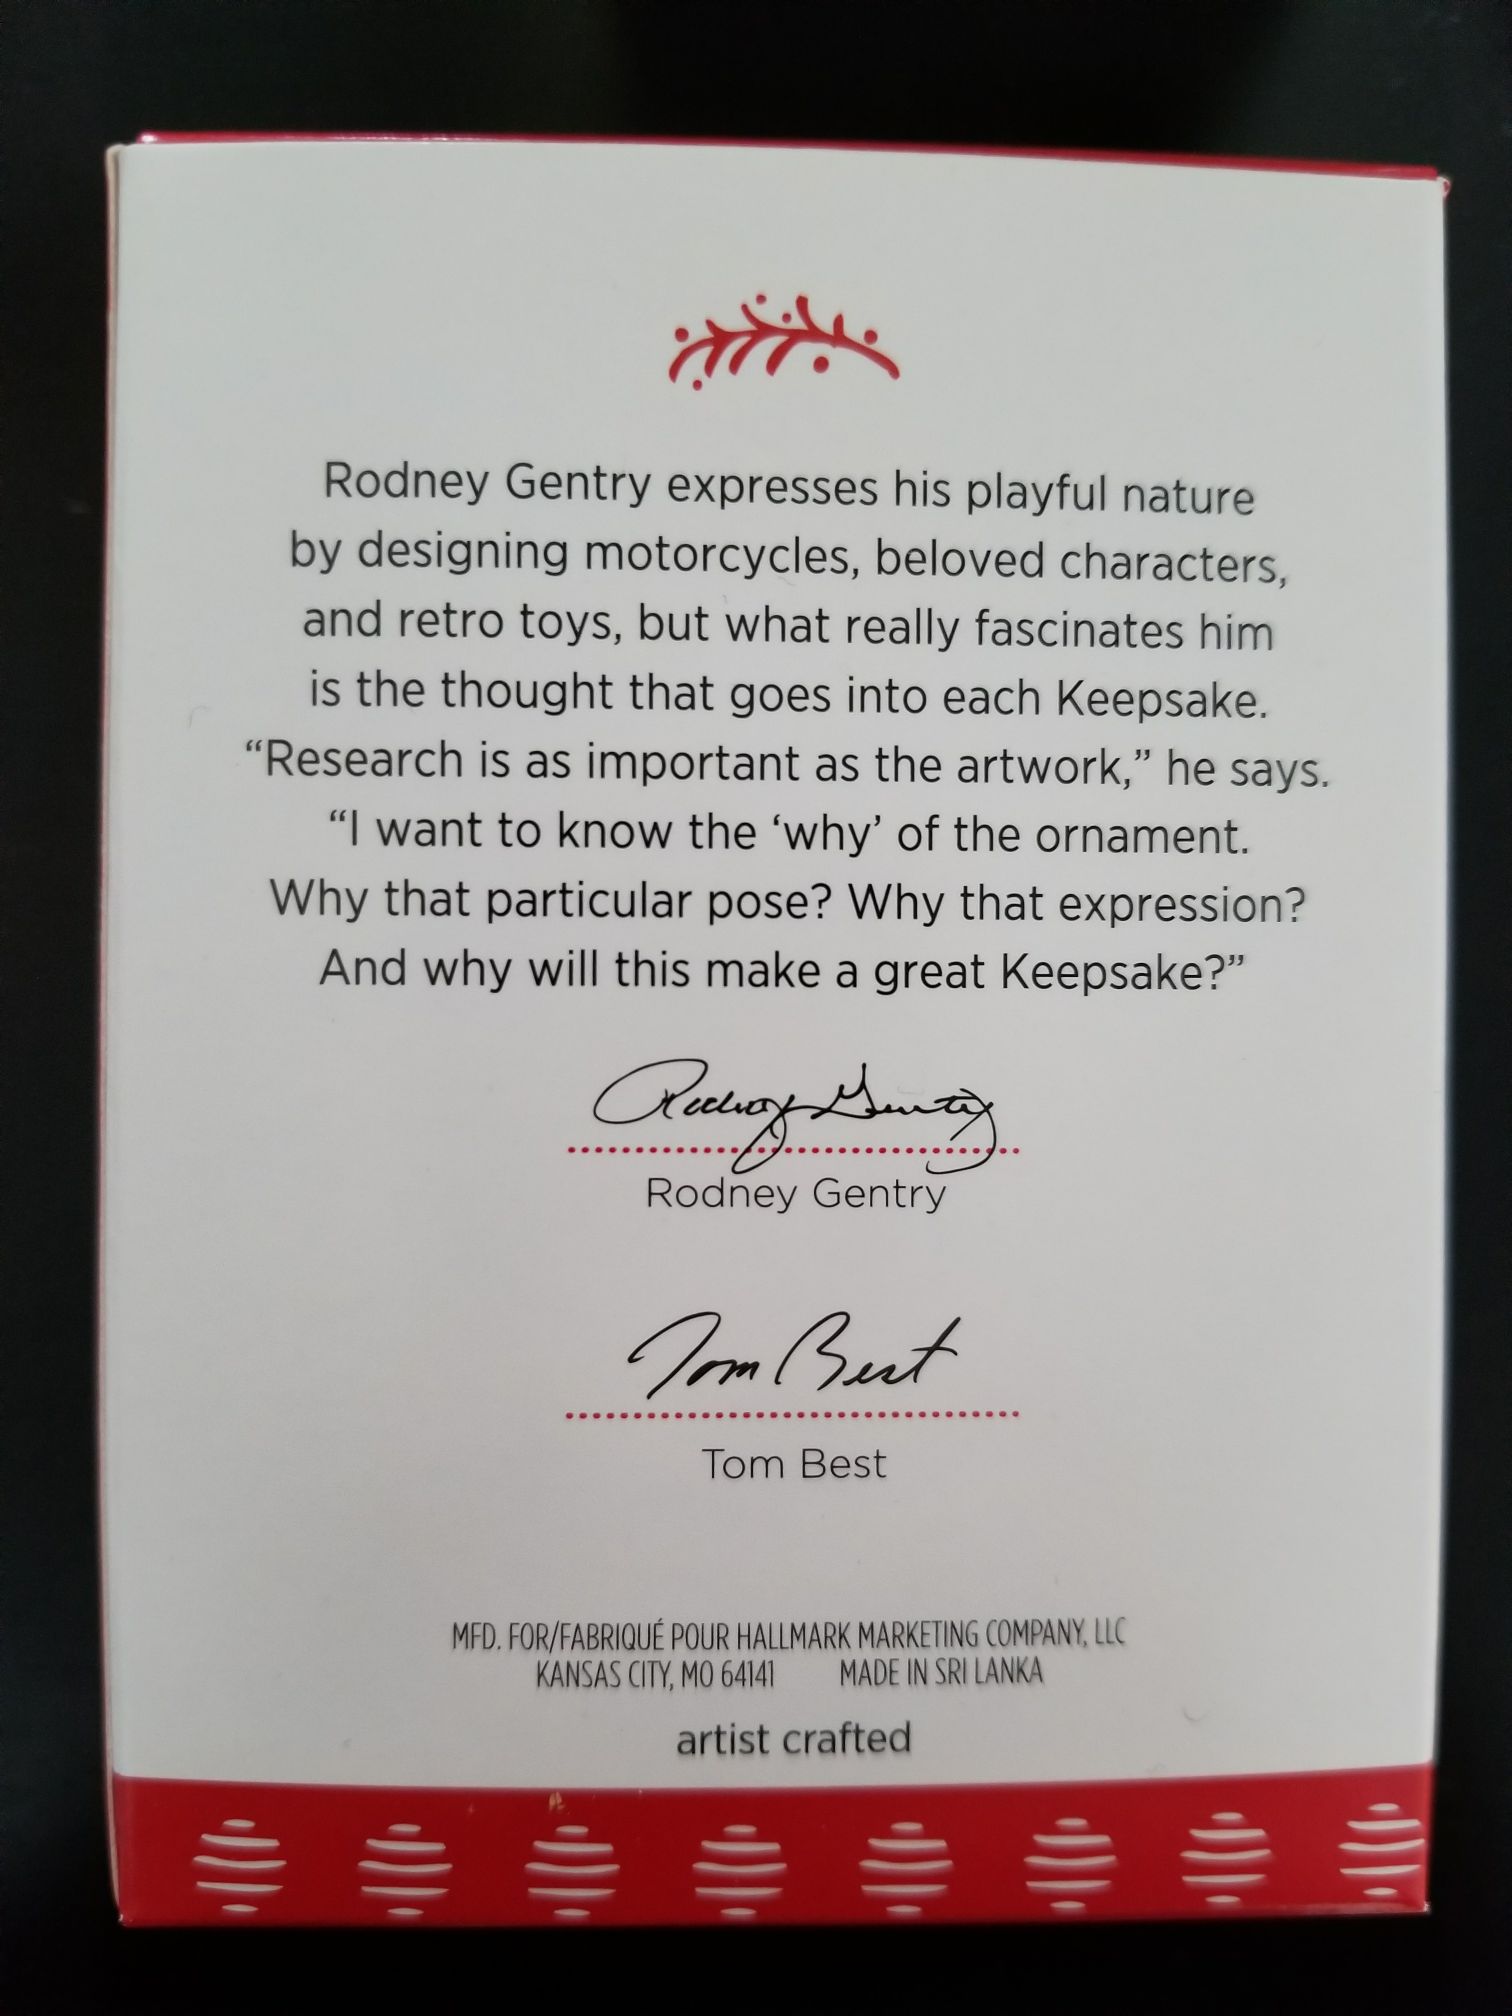 Rodney Gentry expresses his playful nature
by designing motorcycles, beloved characters,
and retro toys, but what really fascinates him
is the thought that goes into each Keepsake.
“Research is as important as the artwork,” he says.
“I want to know the ‘why’ of the ornament.
Why that particular pose? Why that expression?
And why will this make a great Keepsake?”
Rodney Gentry
Rodney Gentry
Tom Best
Tom Best
MFD. FOR/FABRIQUÉ POUR HALLMARK MARKETING COMPANY, LLC
KANSAS CITY, MO 64141 MADE IN SRI LANKA
artist crafted